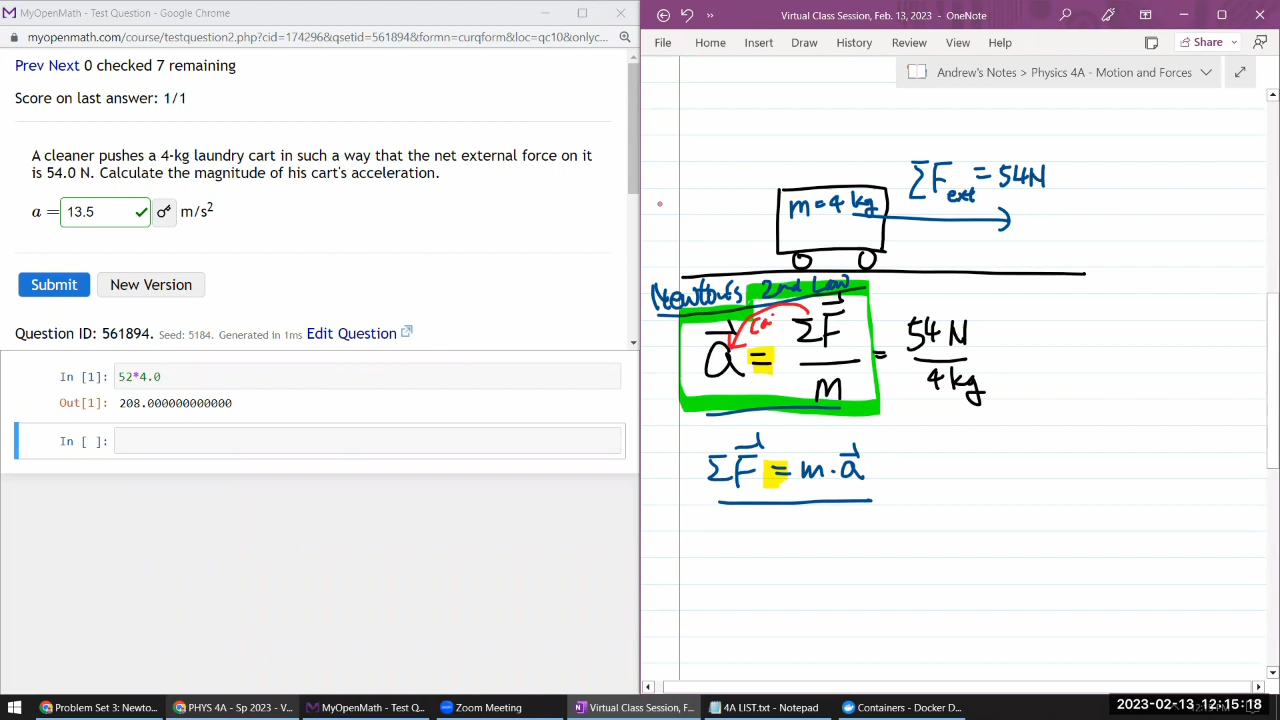 MyOpenMath - Test Question - Google Chrome
myopenmath.com/course/testquestion2.php?cid=174296&qsetid=561894&formn=curqform&loc=qc10&onlyc...
Prev Next 0 checked 7 remaining
Score on last answer: 1/1
A cleaner pushes a 4-kg laundry cart in such a way that the net external force on it
is 54.0 N. Calculate the magnitude of his cart's acceleration.
a = 13.5 m/s²
Submit New Version
Question ID: 561894. Seed: 5184. Generated in 1ms Edit Question
In [1]: 52*4.0
Out[1]: 208.000000000000
In [ ]:
Virtual Class Session, Feb. 13, 2023 - OneNote
File Home Insert Draw History Review View Help Share
Andrew's Notes > Physics 4A - Motion and Forces
ΣF ext = 54N
m = 4 kg
Newton's 2nd Law
a⃗ = ΣF⃗ / m = 54 N / 4 kg
ΣF⃗ = m · a⃗
Problem Set 3: Newto... PHYS 4A - Sp 2023 - V... MyOpenMath - Test Q... Zoom Meeting Virtual Class Session, F... 4A LIST.txt - Notepad Containers - Docker D... 2023-02-13 12:15:18